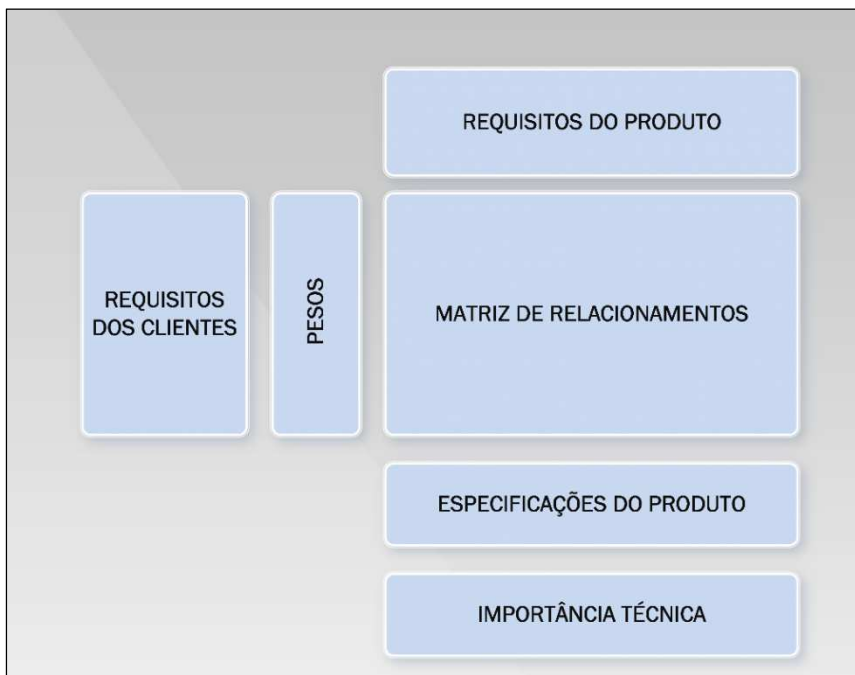 REQUISITOS DO PRODUTO
REQUISITOS
DOS CLIENTES
PESOS
MATRIZ DE RELACIONAMENTOS
ESPECIFICAÇÕES DO PRODUTO
IMPORTÂNCIA TÉCNICA